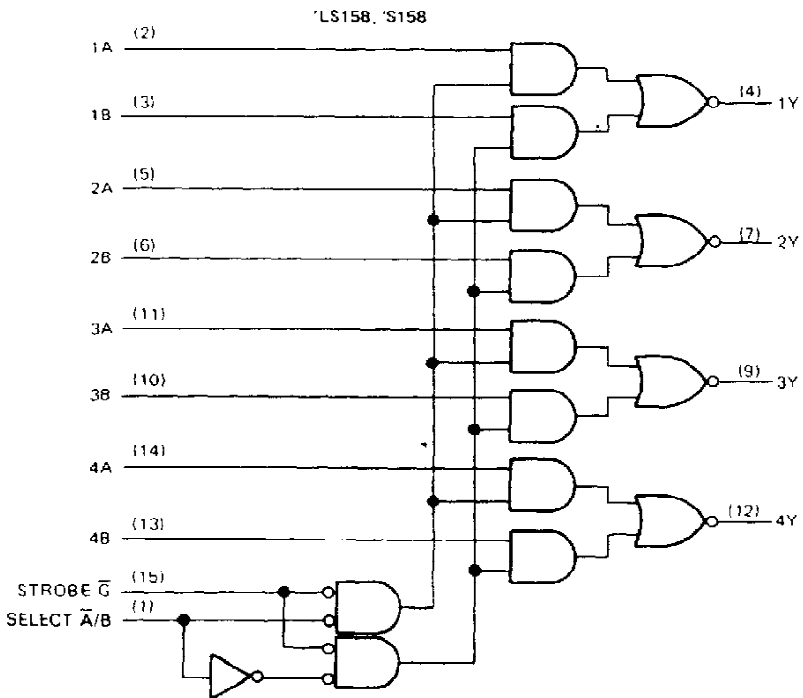 'LS158, 'S158
1A (2)
(4) 1Y
1B (3)
2A (5)
(7) 2Y
2B (6)
3A (11)
(9) 3Y
3B (10)
4A (14)
(12) 4Y
4B (13)
STROBE G̅ (15)
SELECT A̅/B (1)